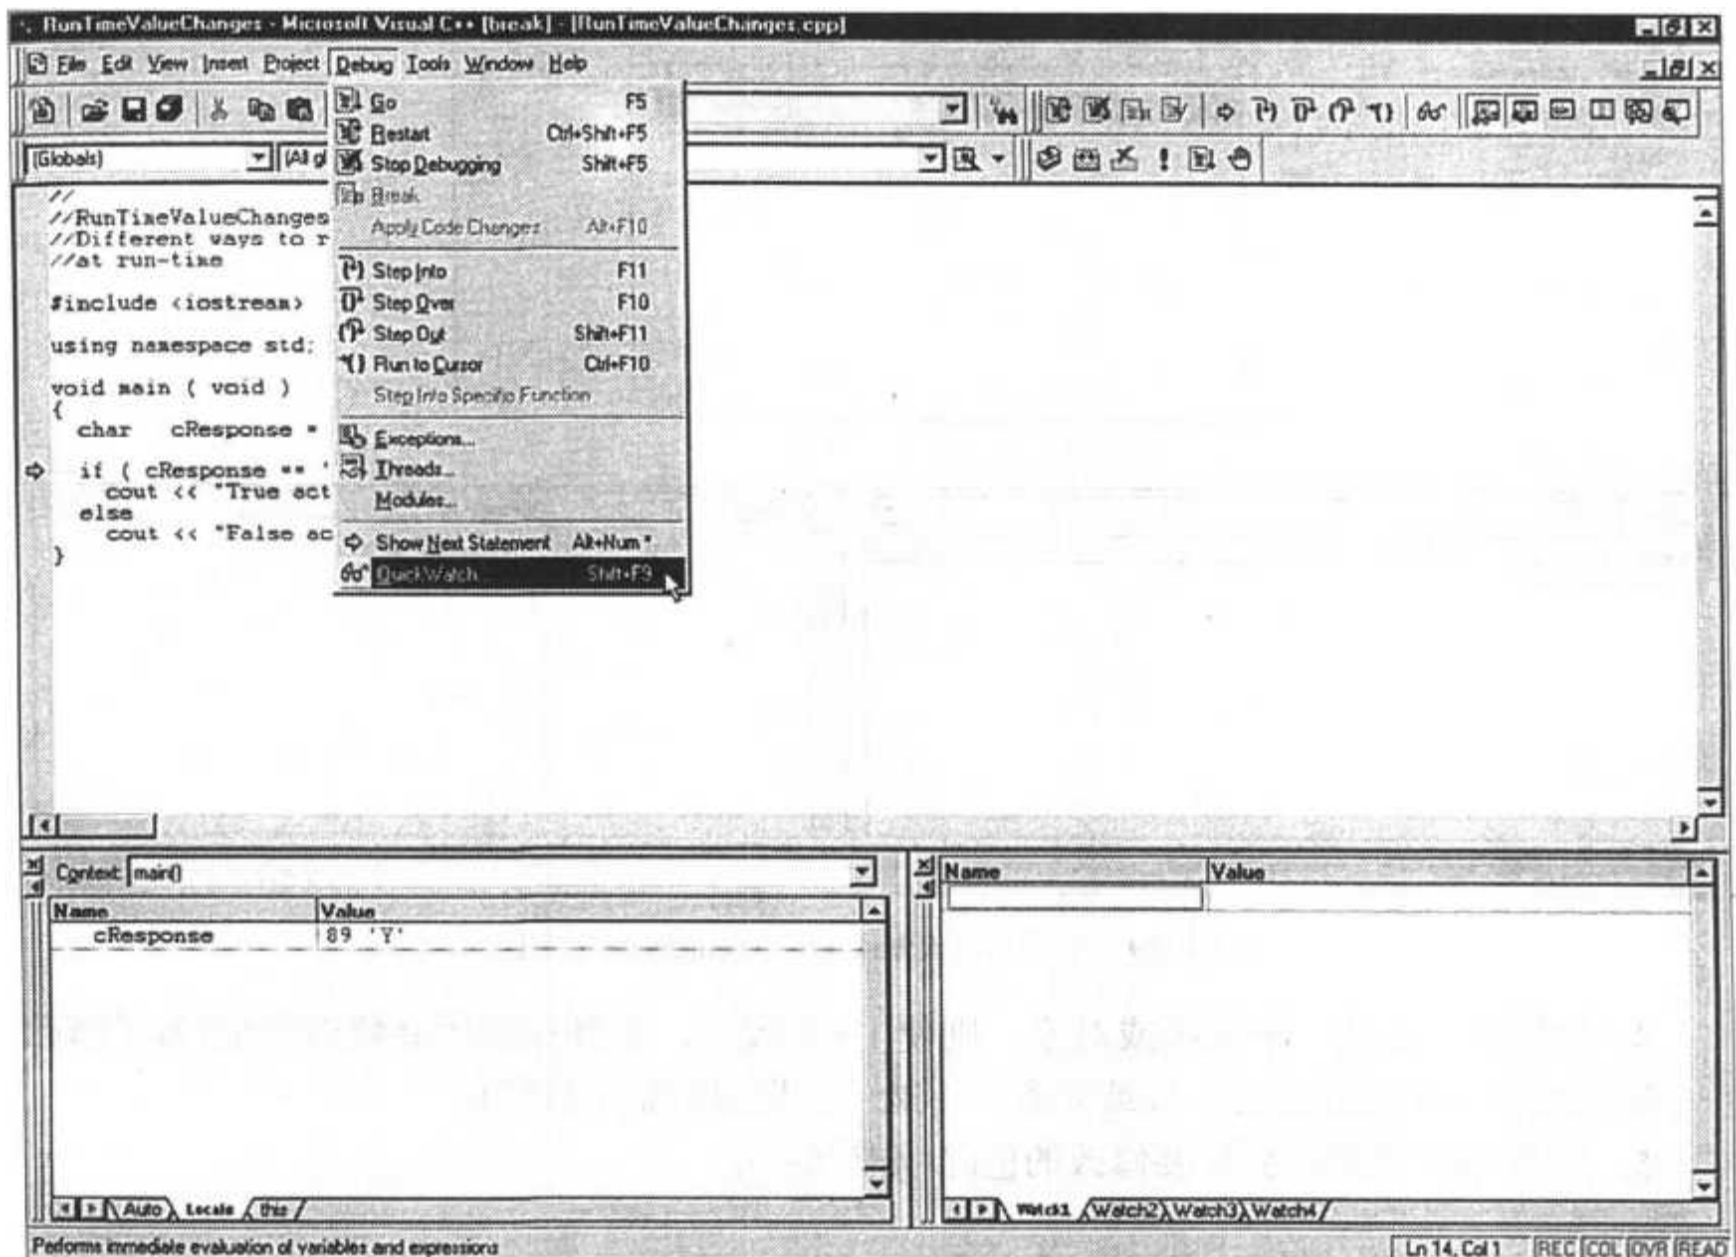 RunTimeValueChanges - Microsoft Visual C++ [break] - [RunTimeValueChanges.cpp]
File Edit View Insert Project Debug Tools Window Help
(Globals)
(All gl
Go F5
Restart Ctrl+Shift+F5
Stop Debugging Shift+F5
Break
Apply Code Changes Alt+F10
Step Into F11
Step Over F10
Step Out Shift+F11
Run to Cursor Ctrl+F10
Step Into Specific Function
Exceptions...
Threads...
Modules...
Show Next Statement Alt+Num *
QuickWatch... Shift+F9
//
//RunTimeValueChanges
//Different ways to r
//at run-time
#include <iostream>
using namespace std;
void main ( void )
{
char cResponse =
if ( cResponse == '
cout << "True act
else
cout << "False ac
}
Context: main()
Name Value
cResponse 89 'Y'
Auto Locals this
Name Value
Watch1 Watch2 Watch3 Watch4
Performs immediate evaluation of variables and expressions
Ln 14, Col 1 REC COL OVR READ